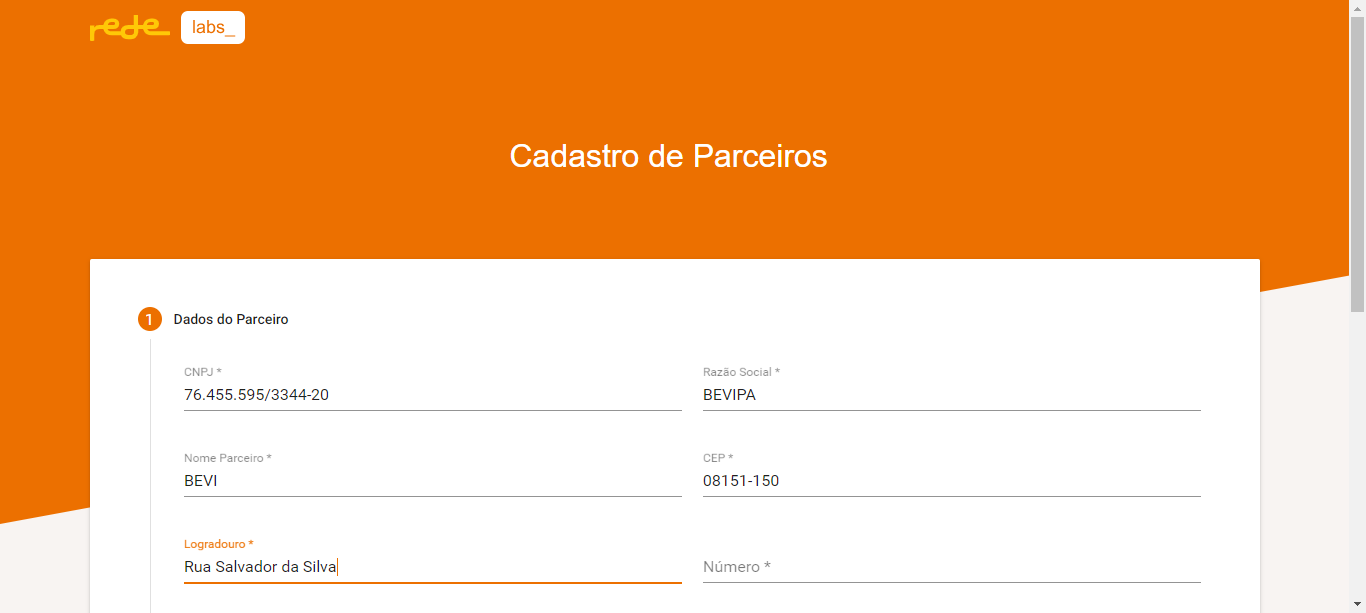 rede labs_
Cadastro de Parceiros
1 Dados do Parceiro
CNPJ * Razão Social *
76.455.595/3344-20 BEVIPA
Nome Parceiro * CEP *
BEVI 08151-150
Logradouro *
Rua Salvador da Silva Número *